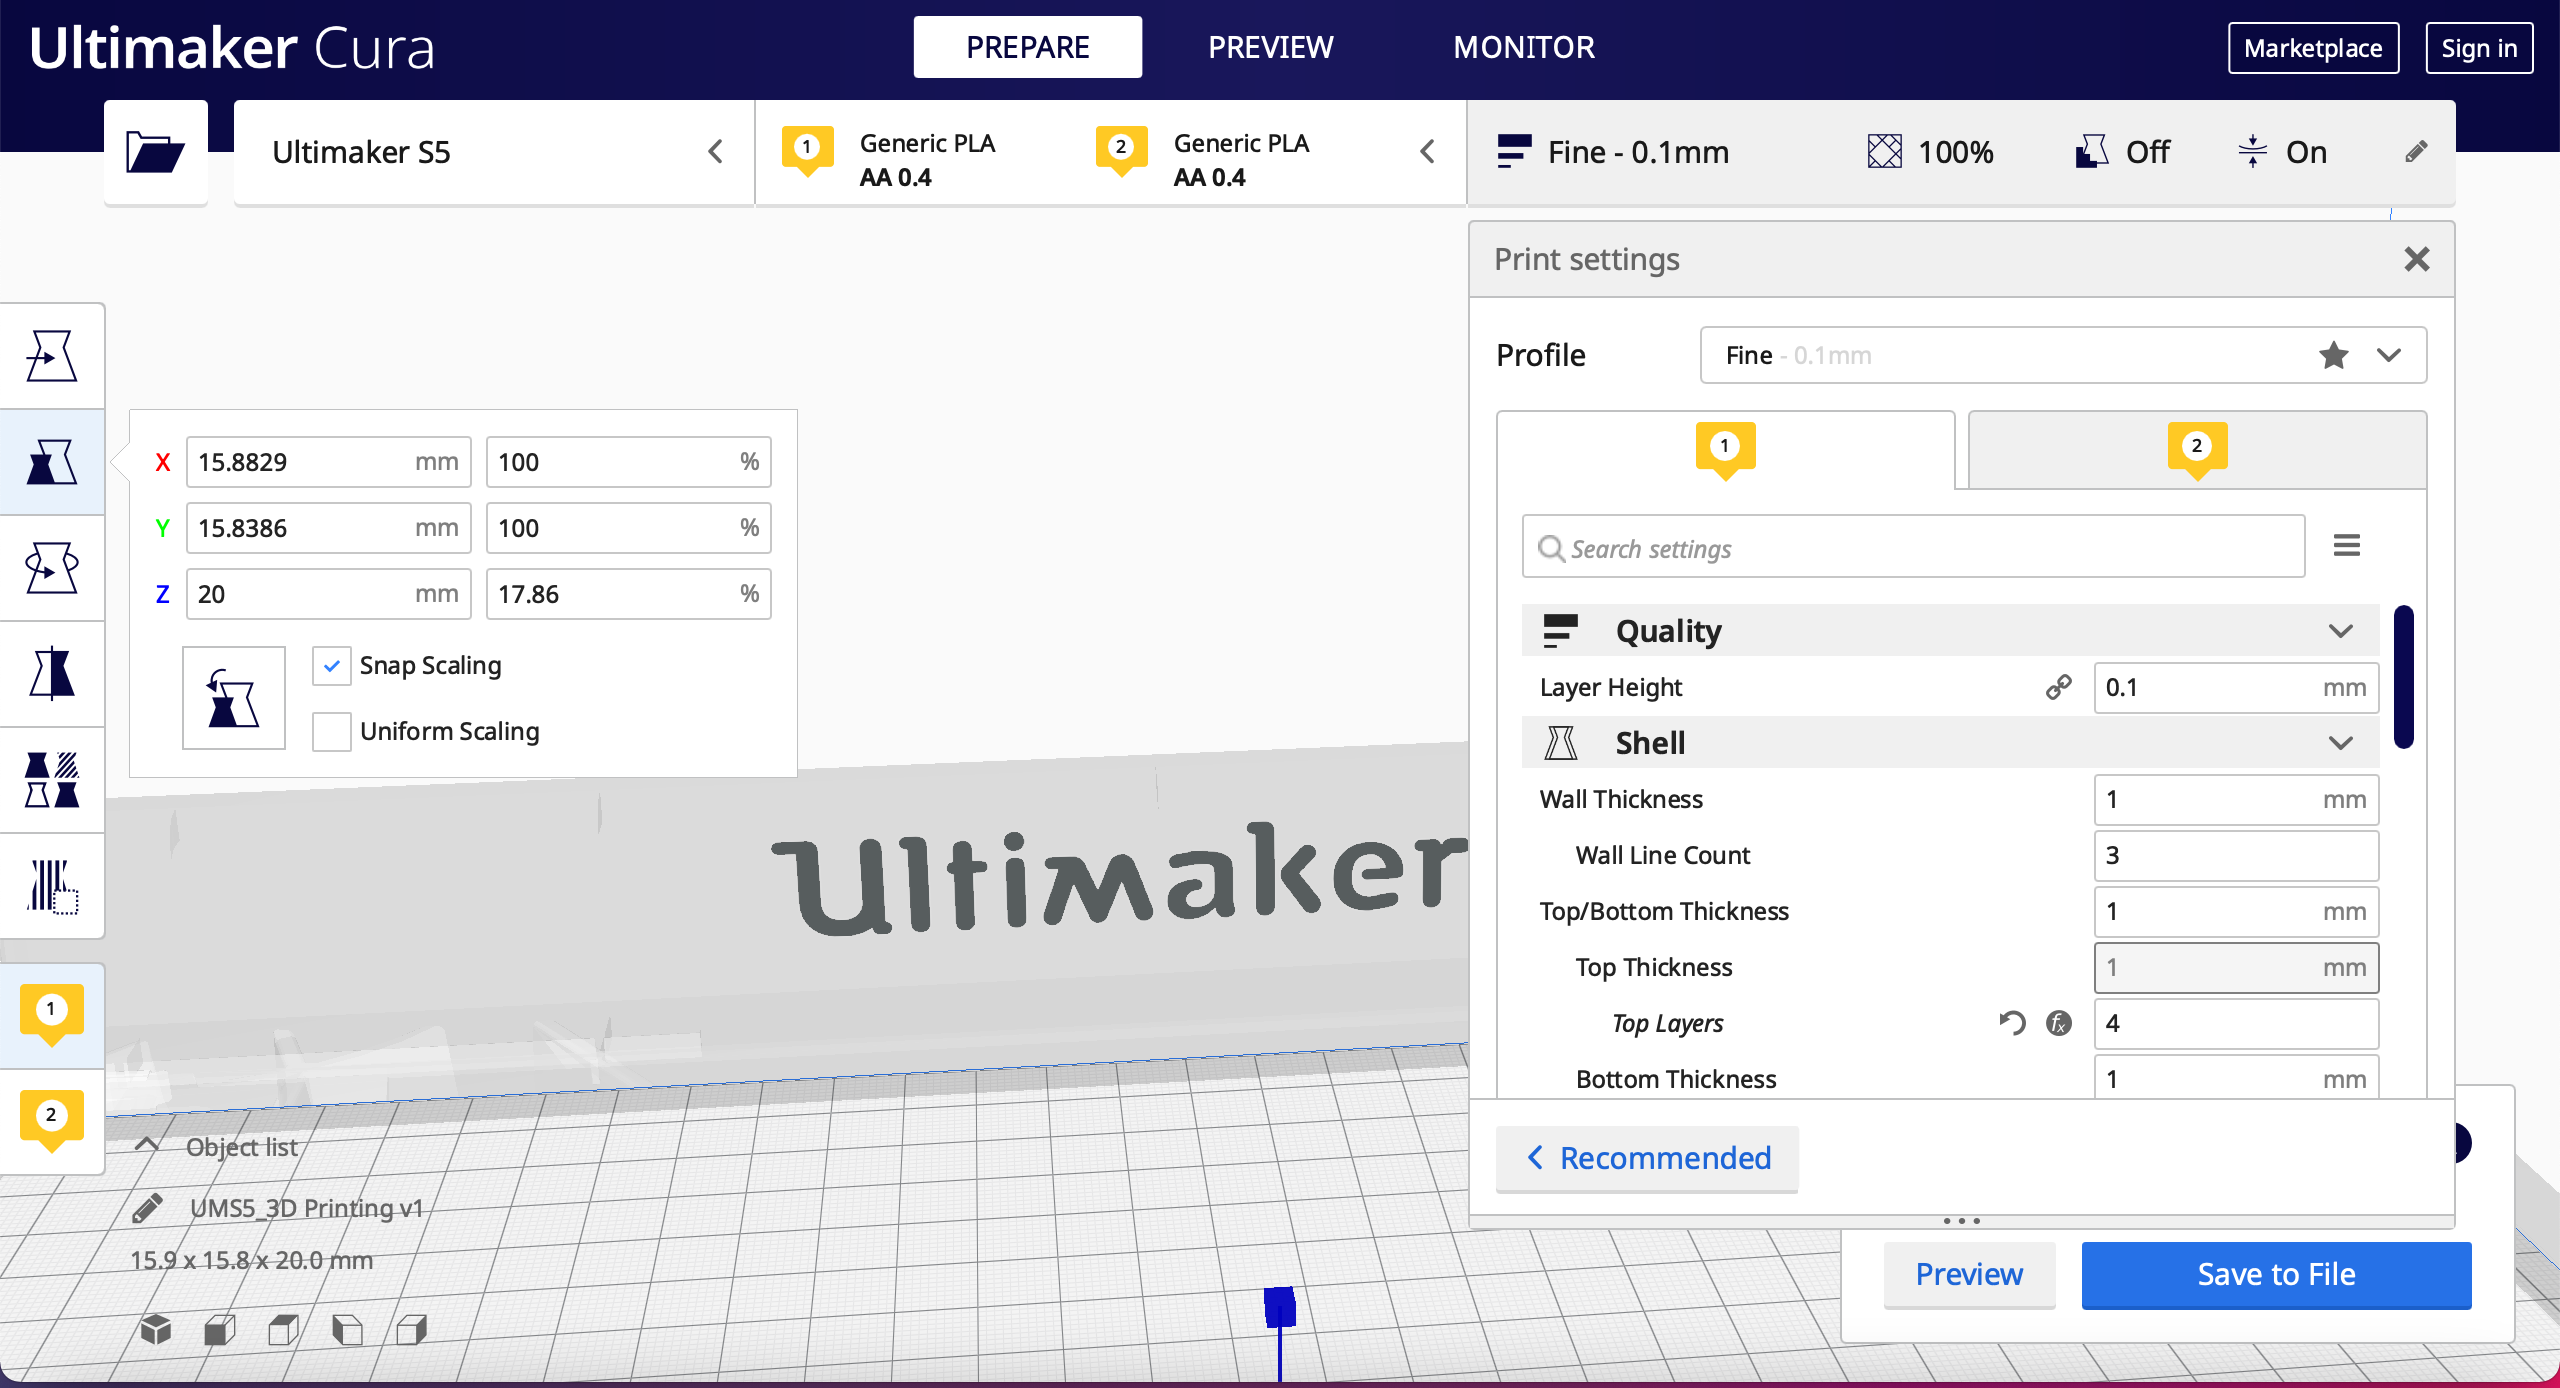 Ultimaker Cura
PREPARE
PREVIEW
MONITOR
Marketplace
Sign in
Ultimaker S5
1
Generic PLA
AA 0.4
2
Generic PLA
AA 0.4
Fine - 0.1mm
100%
Off
On
Print settings
Profile
Fine - 0.1mm
1
2
Search settings
Quality
Layer Height
0.1 mm
Shell
Wall Thickness
1 mm
Wall Line Count
3
Top/Bottom Thickness
1 mm
Top Thickness
1 mm
Top Layers
fx
4
Bottom Thickness
1 mm
Recommended
Preview
Save to File
X 15.8829 mm 100 %
Y 15.8386 mm 100 %
Z 20 mm 17.86 %
Snap Scaling
Uniform Scaling
Ultimaker
1
2
Object list
UMS5_3D Printing v1
15.9 x 15.8 x 20.0 mm